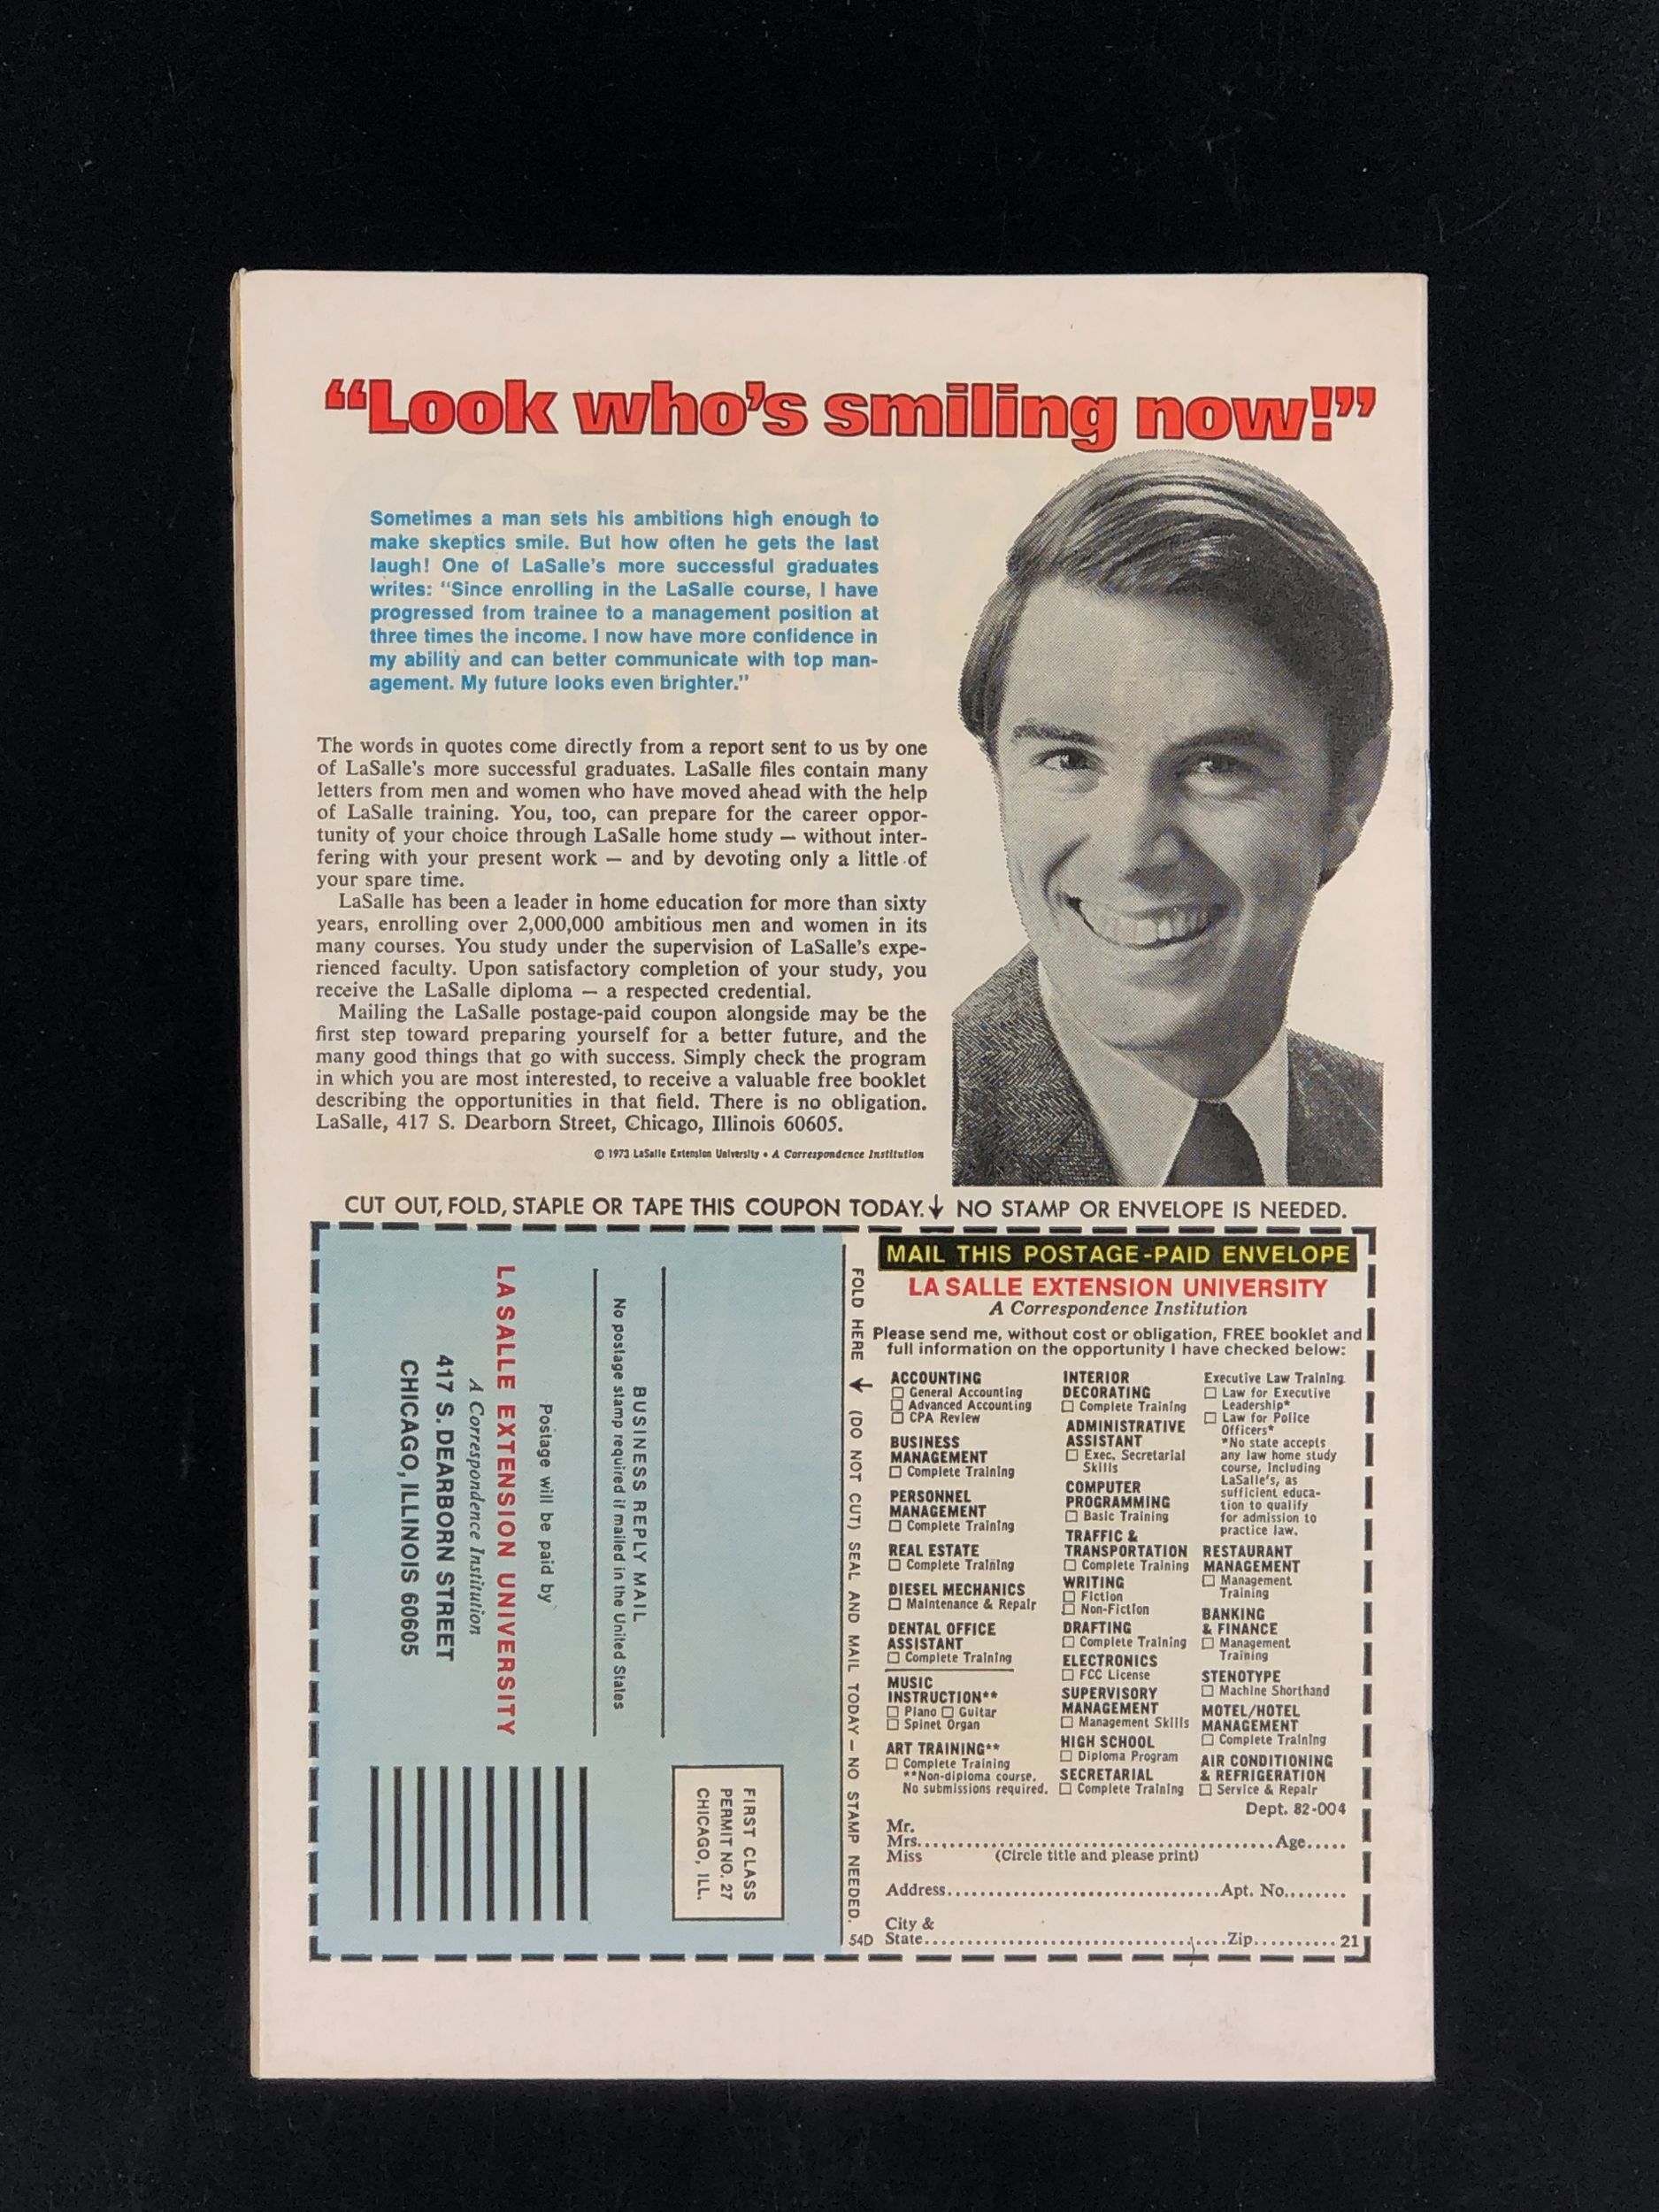 “Look who’s smiling now!”
Sometimes a man sets his ambitions high enough to
make skeptics smile. But how often he gets the last
laugh! One of LaSalle’s more successful graduates
writes: “Since enrolling in the LaSalle course, I have
progressed from trainee to a management position at
three times the income. I now have more confidence in
my ability and can better communicate with top man-
agement. My future looks even brighter.”
The words in quotes come directly from a report sent to us by one
of LaSalle’s more successful graduates. LaSalle files contain many
letters from men and women who have moved ahead with the help
of LaSalle training. You, too, can prepare for the career oppor-
tunity of your choice through LaSalle home study — without inter-
fering with your present work — and by devoting only a little of
your spare time.
LaSalle has been a leader in home education for more than sixty
years, enrolling over 2,000,000 ambitious men and women in its
many courses. You study under the supervision of LaSalle’s expe-
rienced faculty. Upon satisfactory completion of your study, you
receive the LaSalle diploma — a respected credential.
Mailing the LaSalle postage-paid coupon alongside may be the
first step toward preparing yourself for a better future, and the
many good things that go with success. Simply check the program
in which you are most interested, to receive a valuable free booklet
describing the opportunities in that field. There is no obligation.
LaSalle, 417 S. Dearborn Street, Chicago, Illinois 60605.
© 1973 LaSalle Extension University • A Correspondence Institution
CUT OUT, FOLD, STAPLE OR TAPE THIS COUPON TODAY.↓ NO STAMP OR ENVELOPE IS NEEDED.
FIRST CLASS
PERMIT NO. 27
CHICAGO, ILL.
BUSINESS REPLY MAIL
No postage stamp required if mailed in the United States
Postage will be paid by
LA SALLE EXTENSION UNIVERSITY
A Correspondence Institution
417 S. DEARBORN STREET
CHICAGO, ILLINOIS 60605
FOLD HERE ↓ (DO NOT CUT) SEAL AND MAIL TODAY — NO STAMP NEEDED.
54D
MAIL THIS POSTAGE-PAID ENVELOPE
LA SALLE EXTENSION UNIVERSITY
A Correspondence Institution
Please send me, without cost or obligation, FREE booklet and
full information on the opportunity I have checked below:
ACCOUNTING
☐ General Accounting
☐ Advanced Accounting
☐ CPA Review
BUSINESS
MANAGEMENT
☐ Complete Training
PERSONNEL
MANAGEMENT
☐ Complete Training
REAL ESTATE
☐ Complete Training
DIESEL MECHANICS
☐ Maintenance & Repair
DENTAL OFFICE
ASSISTANT
☐ Complete Training
MUSIC
INSTRUCTION**
☐ Piano ☐ Guitar
☐ Spinet Organ
ART TRAINING**
☐ Complete Training
**Non-diploma course.
No submissions required.
INTERIOR
DECORATING
☐ Complete Training
ADMINISTRATIVE
ASSISTANT
☐ Exec. Secretarial
Skills
COMPUTER
PROGRAMMING
☐ Basic Training
TRAFFIC &
TRANSPORTATION
☐ Complete Training
WRITING
☐ Fiction
☐ Non-Fiction
DRAFTING
☐ Complete Training
ELECTRONICS
☐ FCC License
SUPERVISORY
MANAGEMENT
☐ Management Skills
HIGH SCHOOL
☐ Diploma Program
SECRETARIAL
☐ Complete Training
Executive Law Training
☐ Law for Executive
Leadership*
☐ Law for Police
Officers*
*No state accepts
any law home study
course, including
LaSalle’s, as
sufficient educa-
tion to qualify
for admission to
practice law.
RESTAURANT
MANAGEMENT
☐ Management
Training
BANKING
& FINANCE
☐ Management
Training
STENOTYPE
☐ Machine Shorthand
MOTEL/HOTEL
MANAGEMENT
☐ Complete Training
AIR CONDITIONING
& REFRIGERATION
☐ Service & Repair
Dept. 82-004
Mr.
Mrs. Age
Miss (Circle title and please print)
Address Apt. No.
City &
State Zip 21